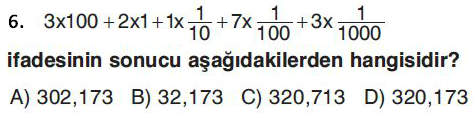 6. 3x100 + 2x1 + 1x 1/10 + 7x 1/100 + 3x 1/1000
ifadesinin sonucu aşağıdakilerden hangisidir?
A) 302,173 B) 32,173 C) 320,713 D) 320,173